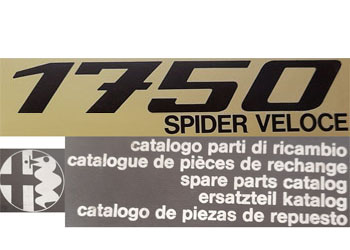 1750
SPIDER VELOCE
catalogo parti di ricambio
catalogue de pièces de rechange
spare parts catalog
ersatzteil katalog
catalogo de piezas de repuesto